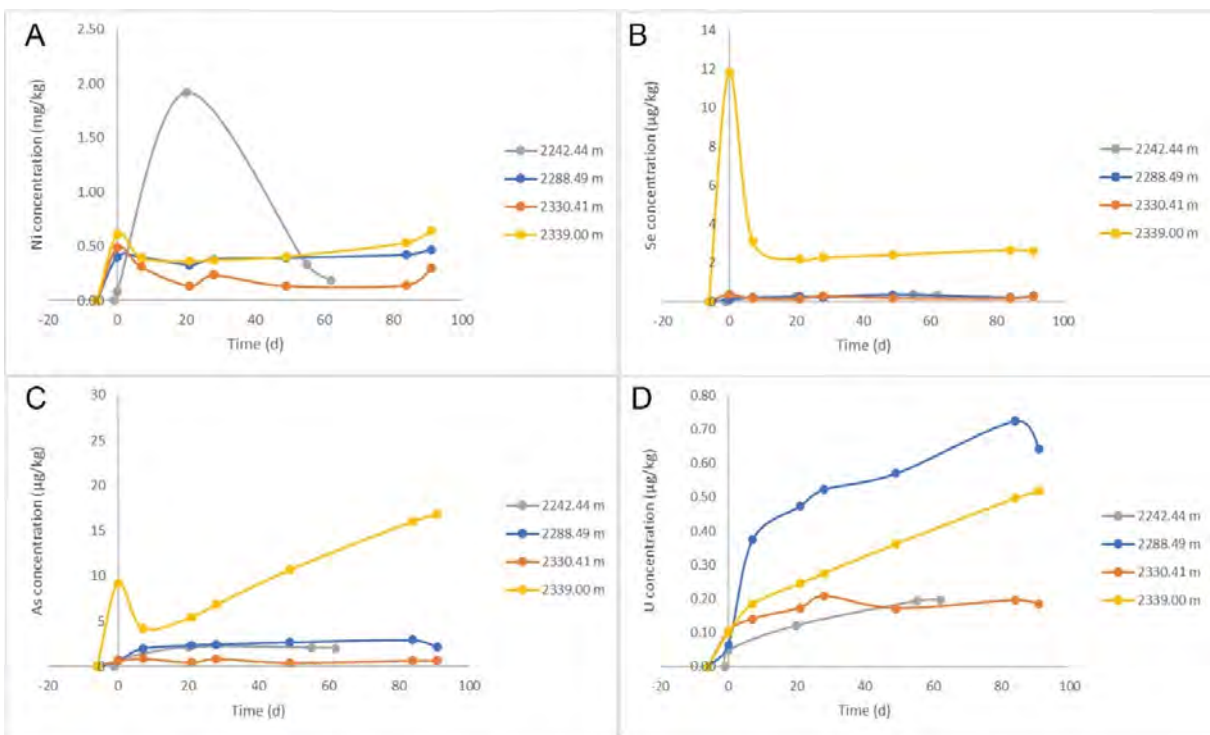 A
Ni concentration (mg/kg)
2.50
2.00
1.50
1.00
0.50
0.00
-20 0 20 40 60 80 100
Time (d)
2242.44 m
2288.49 m
2330.41 m
2339.00 m
B
Se concentration (µg/kg)
14
12
10
8
6
4
2
-20 0 20 40 60 80 100
Time (d)
2242.44 m
2288.49 m
2330.41 m
2339.00 m
C
As concentration (µg/kg)
30
25
20
15
10
5
-20 0 20 40 60 80 100
Time (d)
2242.44 m
2288.49 m
2330.41 m
2339.00 m
D
U concentration (µg/kg)
0.80
0.70
0.60
0.50
0.40
0.30
0.20
0.10
0.00
-20 0 20 40 60 80 100
Time (d)
2242.44 m
2288.49 m
2330.41 m
2339.00 m